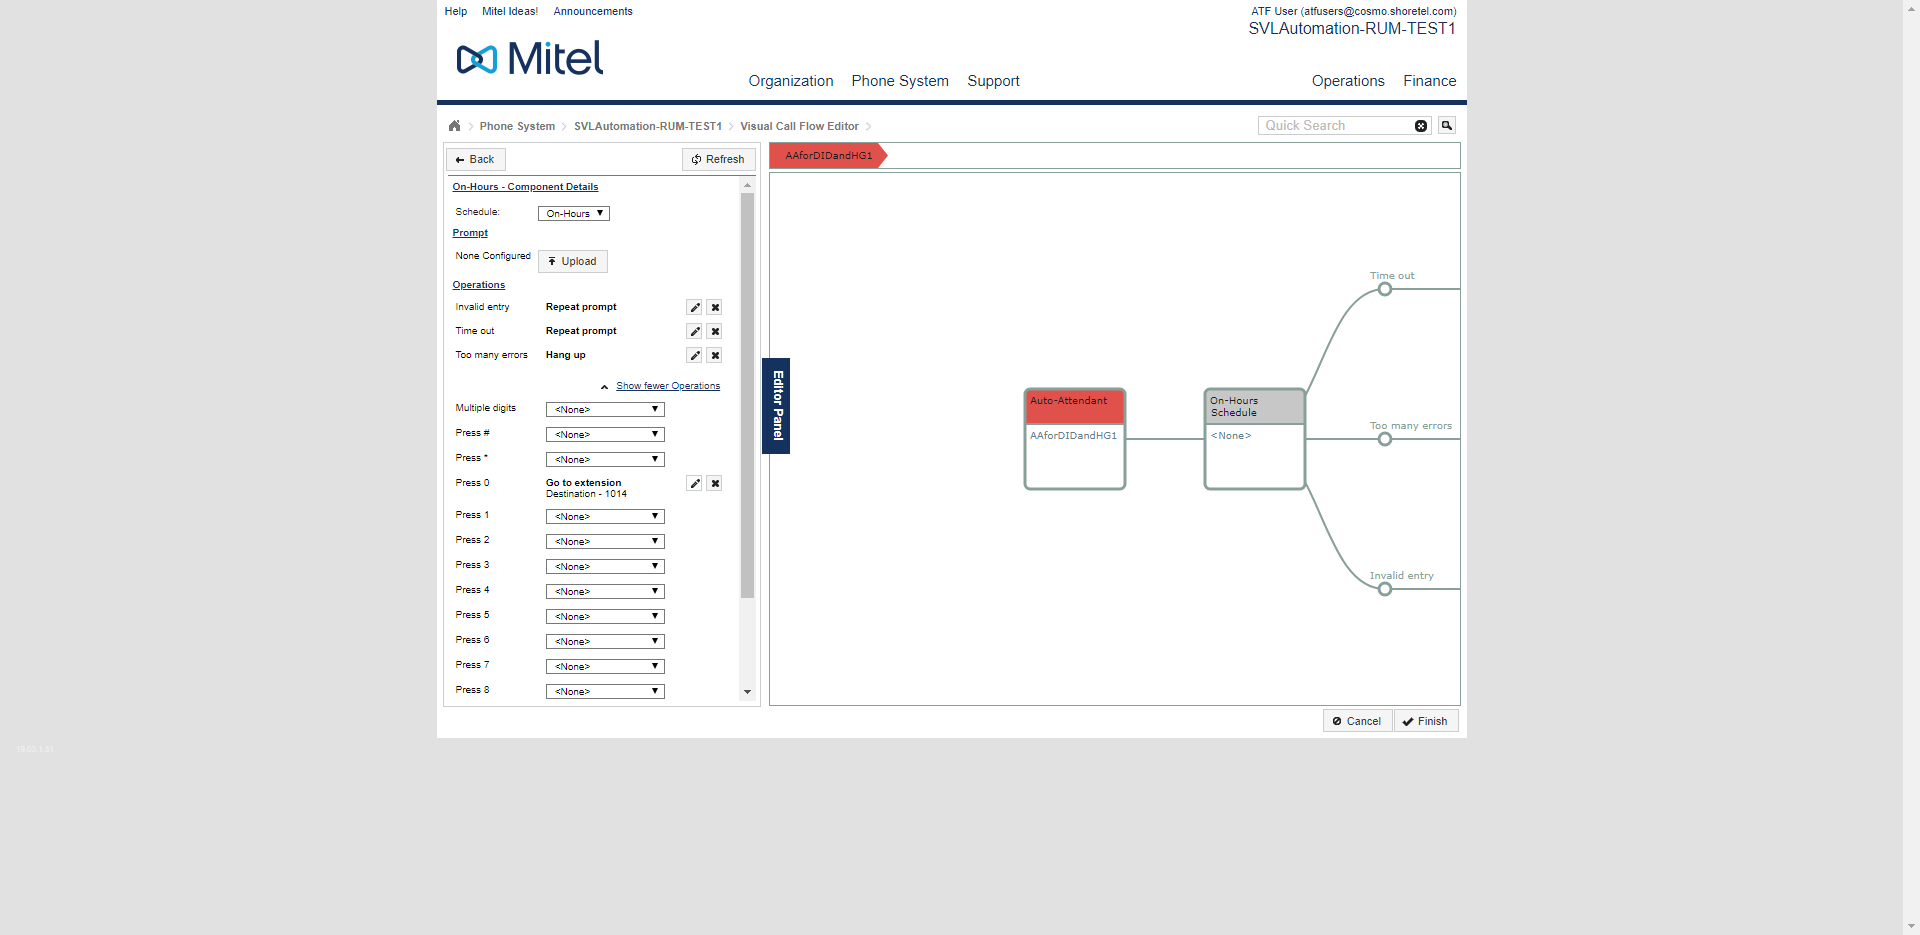 Help Mitel Ideas! Announcements
ATF User (atfusers@cosmo.shoretel.com)
SVLAutomation-RUM-TEST1
Mitel
Organization Phone System Support Operations Finance
Phone System SVLAutomation-RUM-TEST1 Visual Call Flow Editor
Quick Search
Back Refresh
On-Hours - Component Details
Schedule: On-Hours
Prompt
None Configured Upload
Operations
Invalid entry Repeat prompt
Time out Repeat prompt
Too many errors Hang up
Show fewer Operations
Multiple digits <None>
Press # <None>
Press * <None>
Press 0 Go to extension
Destination - 1014
Press 1 <None>
Press 2 <None>
Press 3 <None>
Press 4 <None>
Press 5 <None>
Press 6 <None>
Press 7 <None>
Press 8 <None>
Editor Panel
AAforDIDandHG1
Auto-Attendant
AAforDIDandHG1
On-Hours
Schedule
<None>
Time out
Too many errors
Invalid entry
Cancel Finish